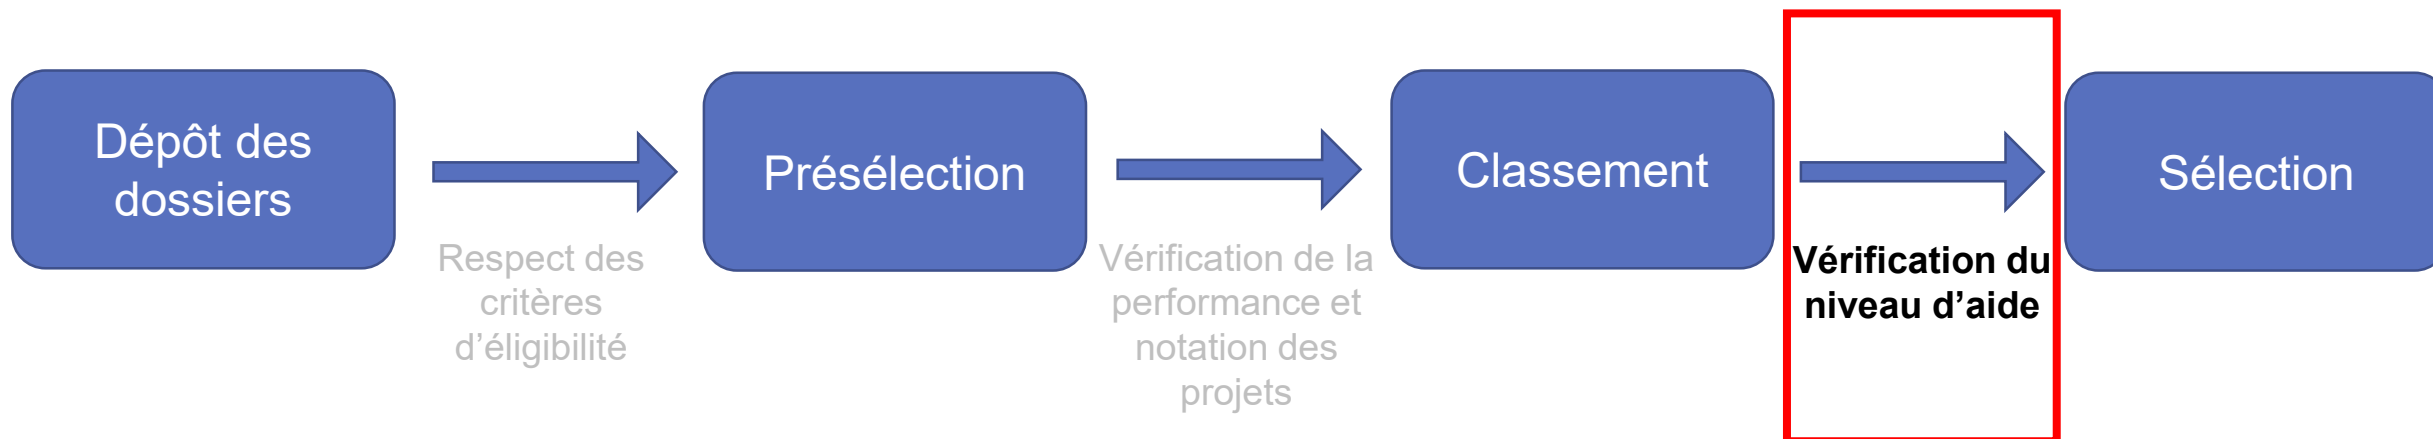 Dépôt des
dossiers
Respect des
critères
d’éligibilité
Présélection
Vérification de la
performance et
notation des
projets
Classement
Vérification du
niveau d’aide
Sélection